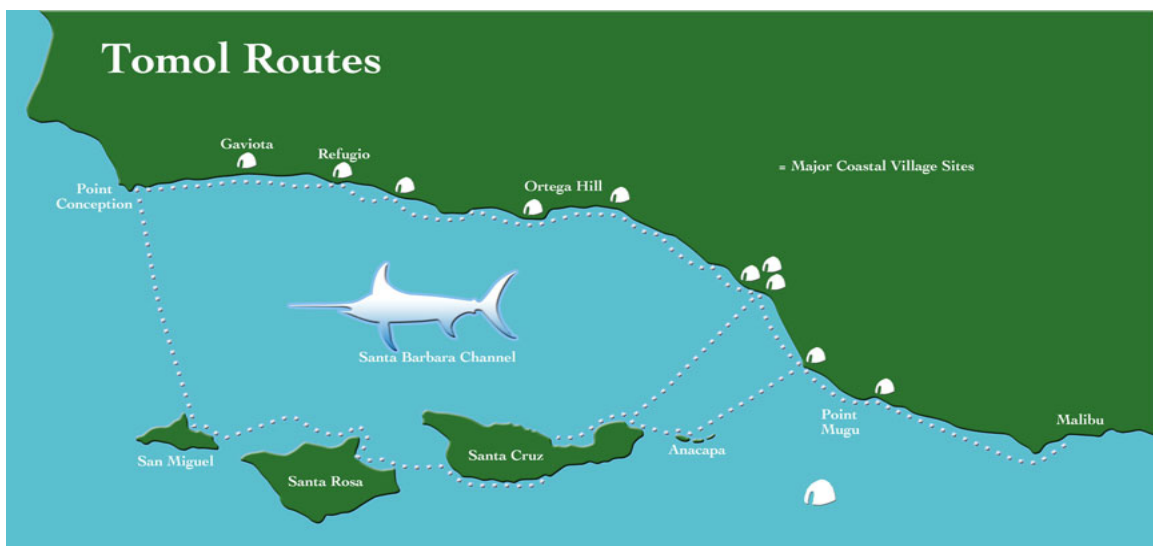 Tomol Routes
Gaviota
Refugio
= Major Coastal Village Sites
Ortega Hill
Point
Conception
Santa Barbara Channel
Point
Mugu
Malibu
San Miguel
Santa Rosa
Santa Cruz
Anacapa